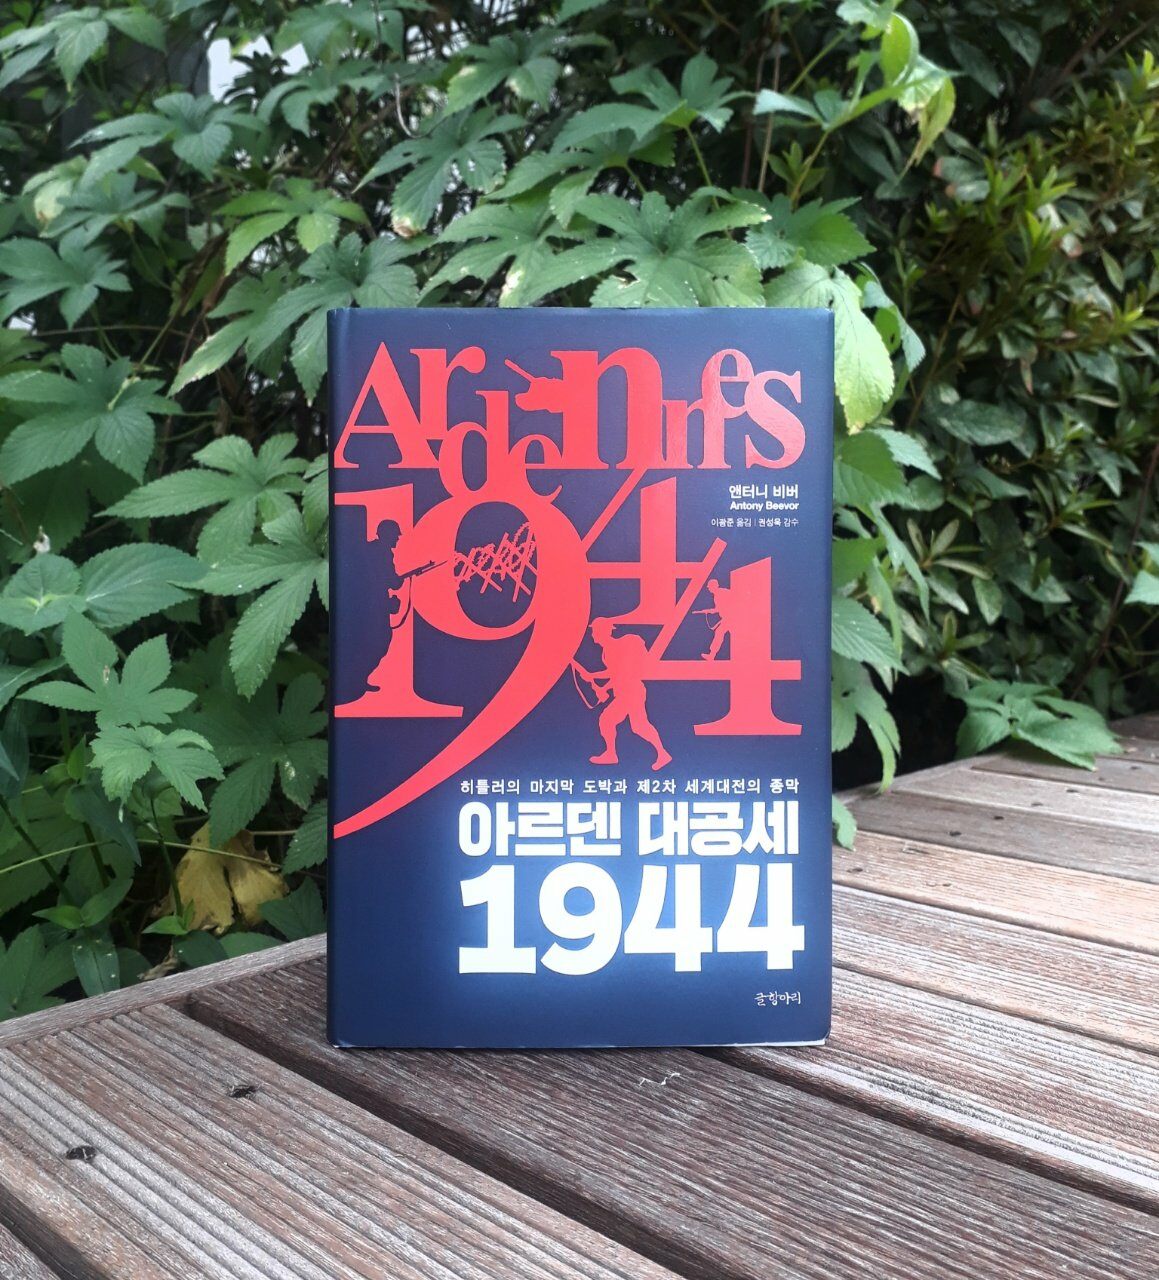 Ardennes
1944
앤터니 비버
Antony Beevor
이광준 옮김 | 권성욱 감수
히틀러의 마지막 도박과 제2차 세계대전의 종막
아르덴 대공세
1944
글항아리